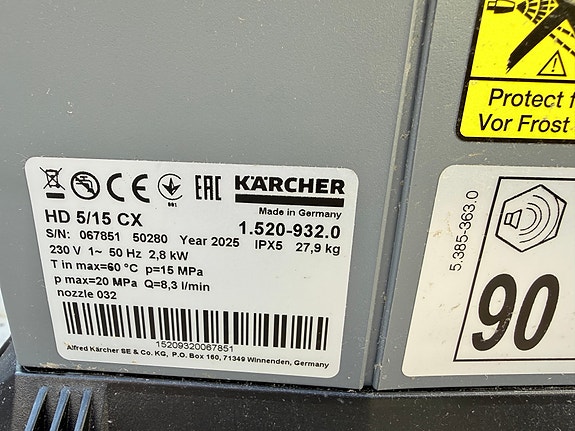 Protect f
Vor Frost
CE
001
EAC
KÄRCHER
Made in Germany
HD 5/15 CX
1.520-932.0
S/N: 067851 50280 Year 2025 IPX5 27,9 kg
230 V 1~ 50 Hz 2,8 kW
T in max=60 °C p=15 MPa
p max=20 MPa Q=8,3 l/min
nozzle 032
15209320067851
Alfred Kärcher SE & Co. KG, P.O. Box 160, 71349 Winnenden, Germany
5.385-363.0
90